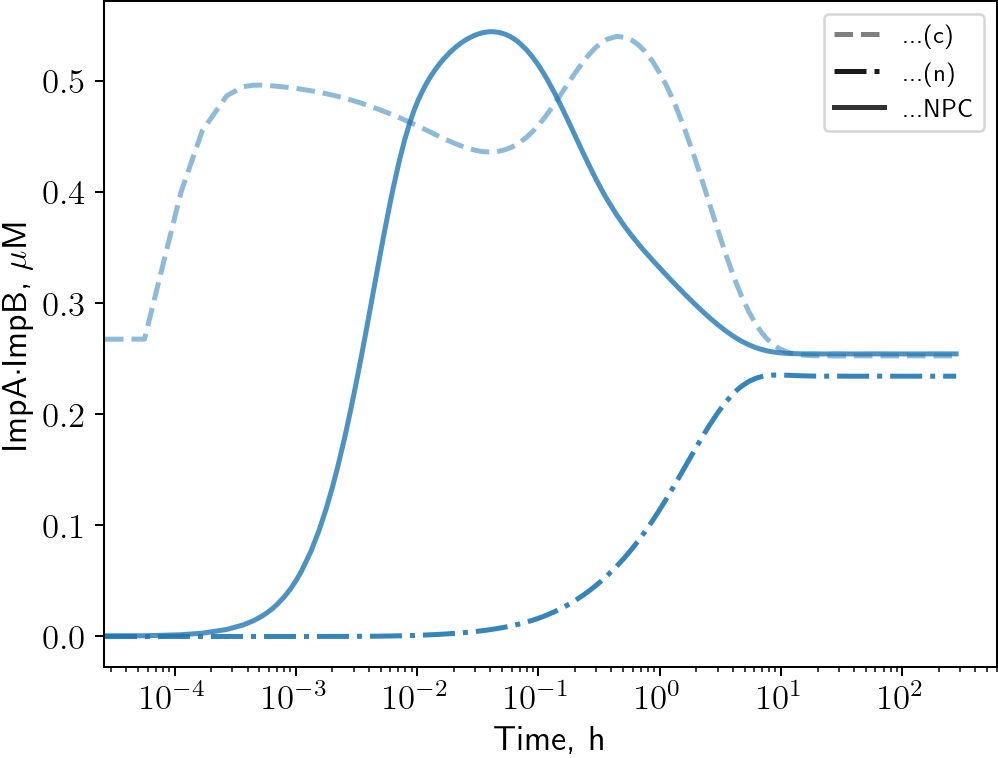 ...(c)
...(n)
...NPC
ImpA·ImpB, μM
0.5
0.4
0.3
0.2
0.1
0.0
10⁻⁴ 10⁻³ 10⁻² 10⁻¹ 10⁰ 10¹ 10²
Time, h